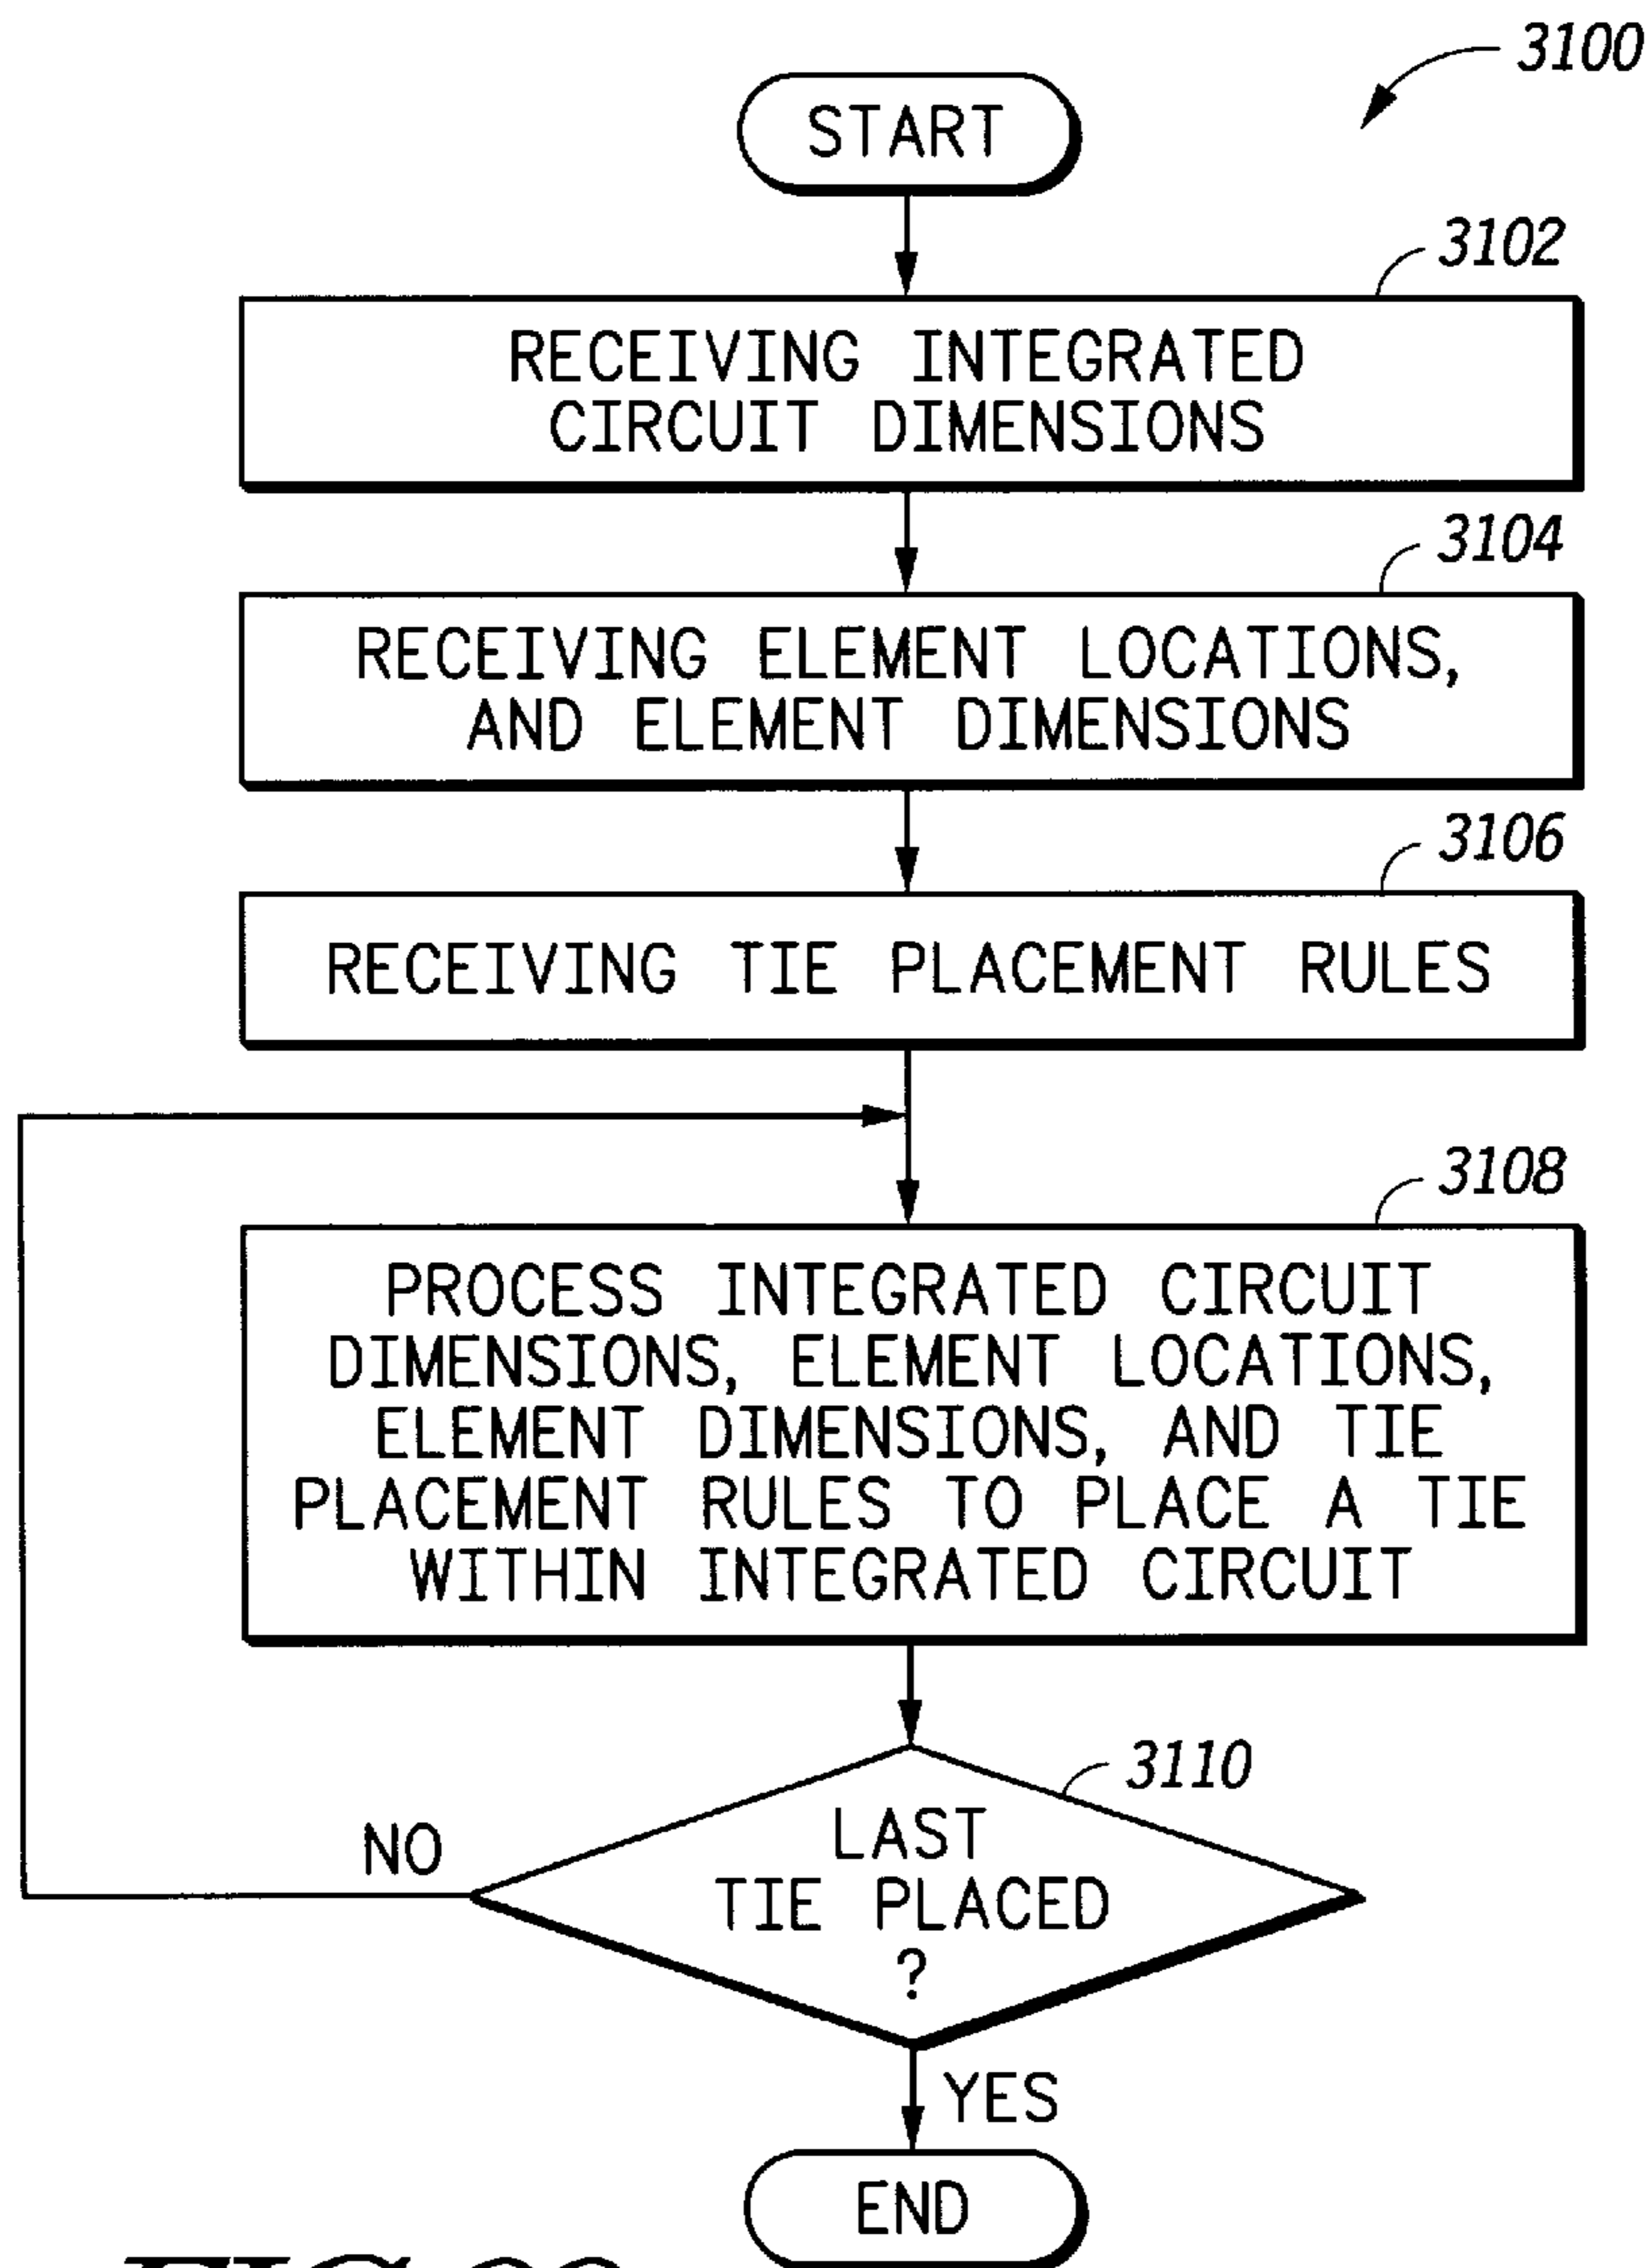 3100
START
3102
RECEIVING INTEGRATED
CIRCUIT DIMENSIONS
3104
RECEIVING ELEMENT LOCATIONS,
AND ELEMENT DIMENSIONS
3106
RECEIVING TIE PLACEMENT RULES
3108
PROCESS INTEGRATED CIRCUIT
DIMENSIONS, ELEMENT LOCATIONS,
ELEMENT DIMENSIONS, AND TIE
PLACEMENT RULES TO PLACE A TIE
WITHIN INTEGRATED CIRCUIT
3110
LAST
TIE PLACED
?
NO
YES
END